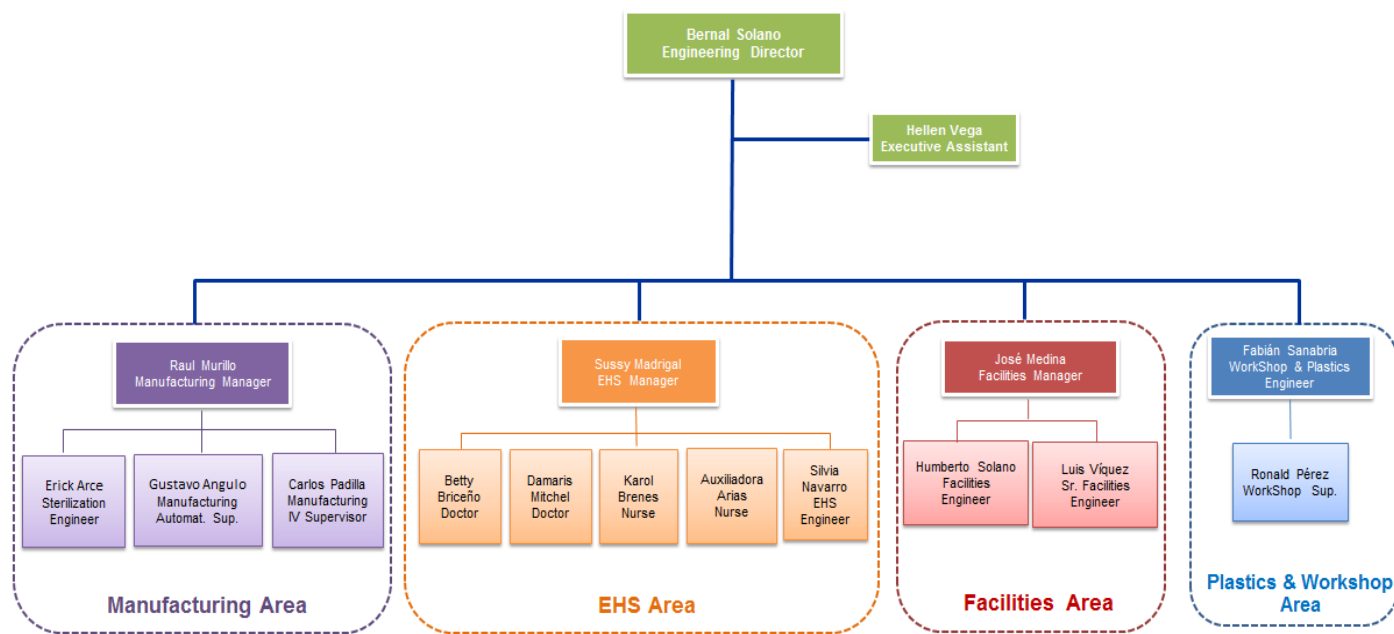 Bernal Solano
Engineering Director
Hellen Vega
Executive Assistant
Raul Murillo
Manufacturing Manager
Sussy Madrigal
EHS Manager
José Medina
Facilities Manager
Fabián Sanabria
WorkShop & Plastics
Engineer
Erick Arce
Sterilization
Engineer
Gustavo Angulo
Manufacturing
Automat. Sup.
Carlos Padilla
Manufacturing
IV Supervisor
Betty
Briceño
Doctor
Damaris
Mitchel
Doctor
Karol
Brenes
Nurse
Auxiliadora
Arias
Nurse
Silvia
Navarro
EHS
Engineer
Humberto Solano
Facilities
Engineer
Luis Víquez
Sr. Facilities
Engineer
Ronald Pérez
WorkShop Sup.
Manufacturing Area
EHS Area
Facilities Area
Plastics & Workshop
Area